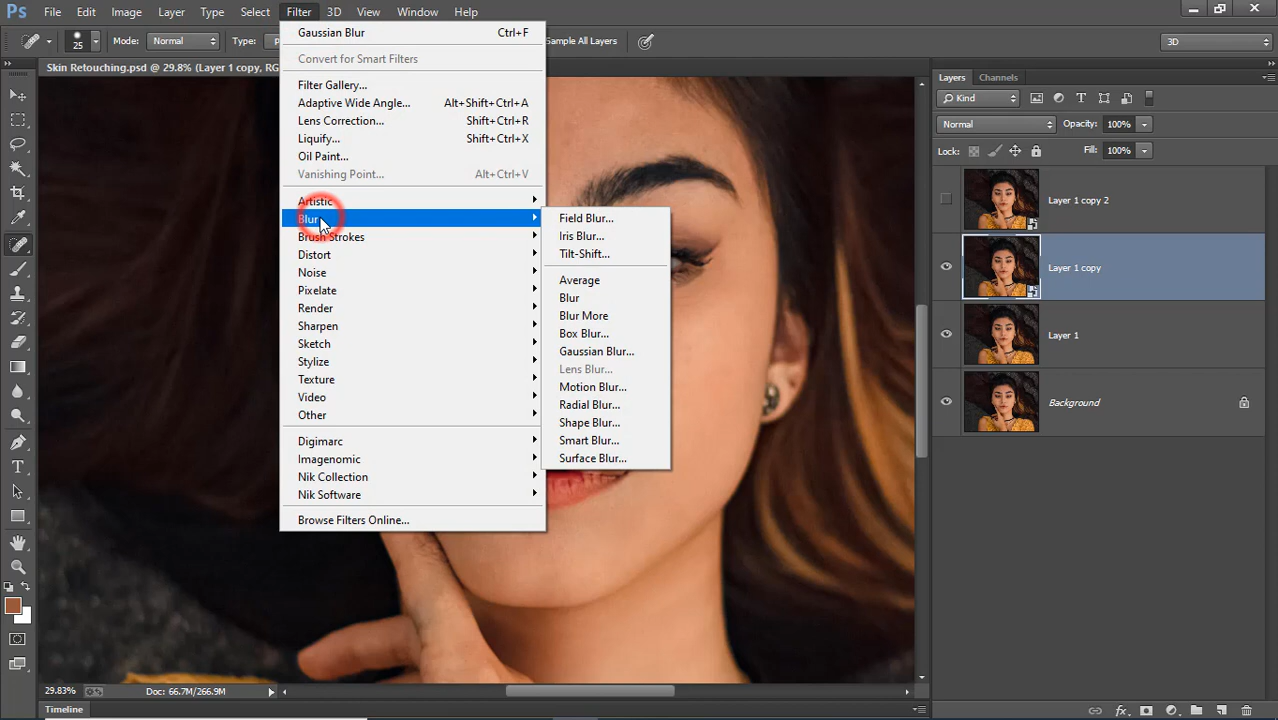 Ps File Edit Image Layer Type Select Filter 3D View Window Help
25 Mode: Normal Type: Sample All Layers 3D
Skin Retouching.psd @ 29.8% (Layer 1 copy, RG
Gaussian Blur Ctrl+F
Convert for Smart Filters
Filter Gallery...
Adaptive Wide Angle... Alt+Shift+Ctrl+A
Lens Correction... Shift+Ctrl+R
Liquify... Shift+Ctrl+X
Oil Paint...
Vanishing Point... Alt+Ctrl+V
Artistic
Blur
Brush Strokes
Distort
Noise
Pixelate
Render
Sharpen
Sketch
Stylize
Texture
Video
Other
Digimarc
Imagenomic
Nik Collection
Nik Software
Browse Filters Online...
Field Blur...
Iris Blur...
Tilt-Shift...
Average
Blur
Blur More
Box Blur...
Gaussian Blur...
Lens Blur...
Motion Blur...
Radial Blur...
Shape Blur...
Smart Blur...
Surface Blur...
Layers Channels
Kind
Normal Opacity: 100%
Lock: Fill: 100%
Layer 1 copy 2
Layer 1 copy
Layer 1
Background
29.83% Doc: 66.7M/266.9M
Timeline